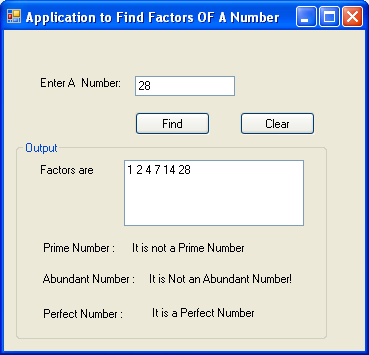 Application to Find Factors OF A Number
Enter A Number:
28
Find
Clear
Output
Factors are
1 2 4 7 14 28
Prime Number : It is not a Prime Number
Abundant Number : It is Not an Abundant Number!
Perfect Number : It is a Perfect Number